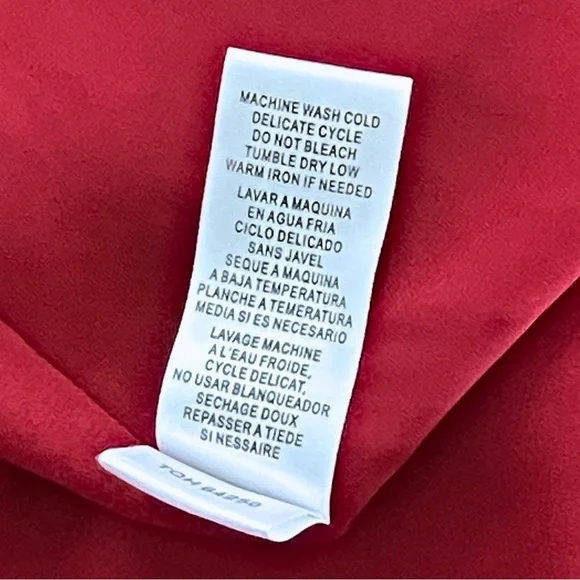 MACHINE WASH COLD
DELICATE CYCLE
DO NOT BLEACH
TUMBLE DRY LOW
WARM IRON IF NEEDED
LAVAR A MAQUINA
EN AGUA FRIA
CICLO DELICADO
SANS JAVEL
SEQUE A MAQUINA
A BAJA TEMPERATURA
PLANCHE A TEMERATURA
MEDIA SI ES NECESARIO
LAVAGE MACHINE
A L'EAU FROIDE,
CYCLE DELICAT,
NO USAR BLANQUEADOR
SECHAGE DOUX
REPASSER A TIEDE
SI NESSAIRE
TOH 64250